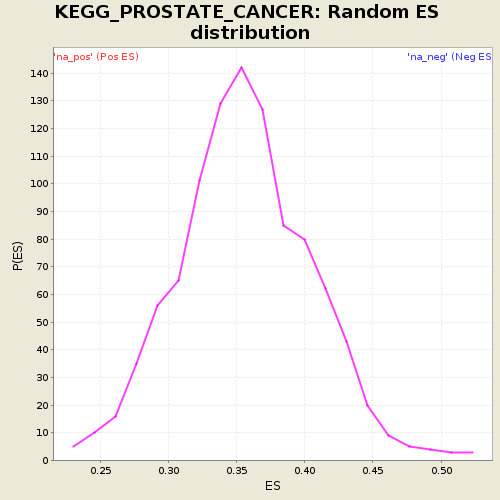 KEGG_PROSTATE_CANCER: Random ES
distribution
'na_pos' (Pos ES)
'na_neg' (Neg ES
140
130
120
110
100
90
80
70
60
50
40
30
20
10
0
P(ES)
0.25 0.30 0.35 0.40 0.45 0.50
ES